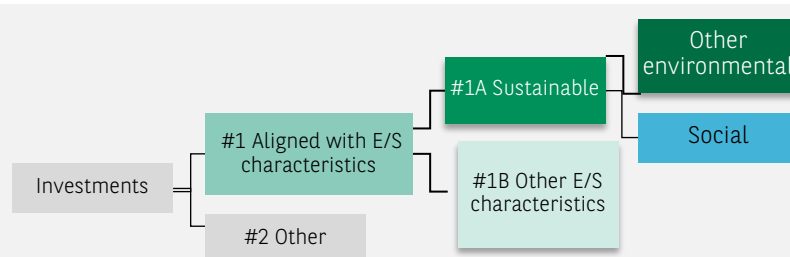 Other
environmental
#1A Sustainable
#1 Aligned with E/S
characteristics
Social
Investments
#1B Other E/S
characteristics
#2 Other